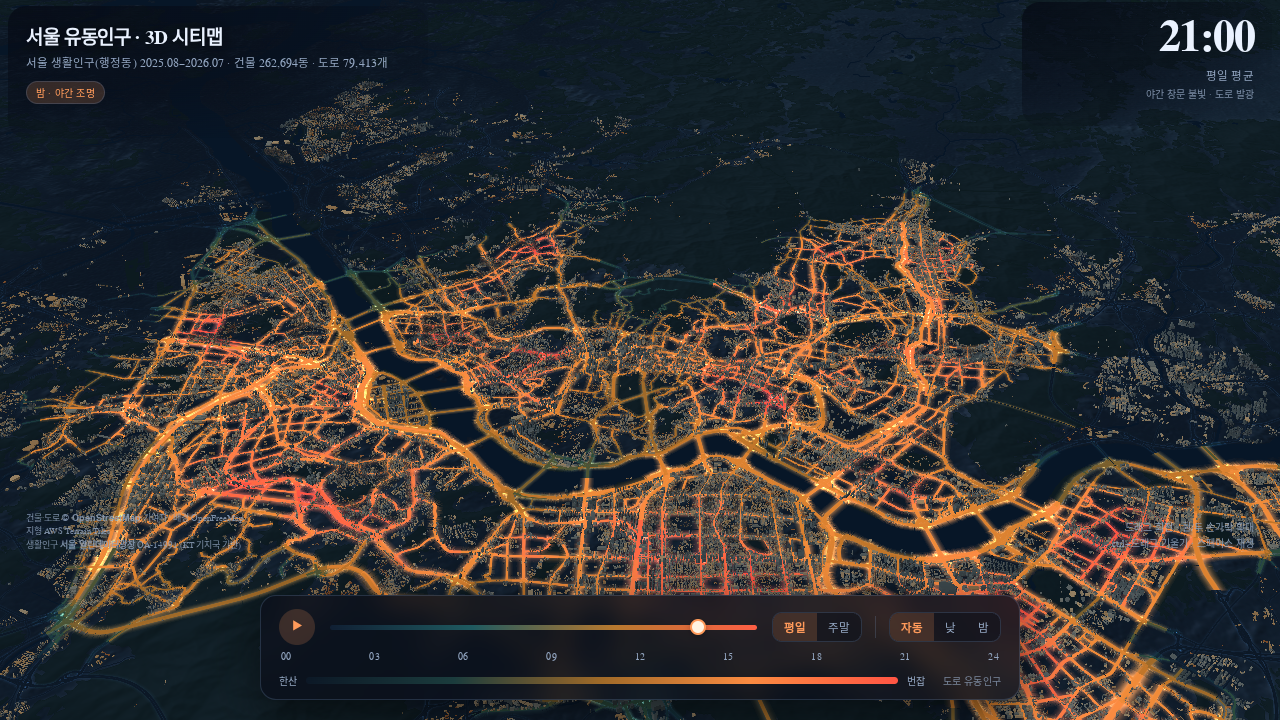 서울 유동인구 · 3D 시티맵
서울 생활인구(행정동) 2025.08–2026.07 · 건물 262,694동 · 도로 79,413개
밤 · 야간 조명
21:00
평일 평균
야간 창문 불빛 · 도로 발광
건물·도로 © OpenStreetMap OpenFreeMap
지형 AWS Terrain
생활인구 서울
평일 주말 자동 낮 밤
00 03 06 09 12 15 18 21 24
한산 번잡 도로 유동인구